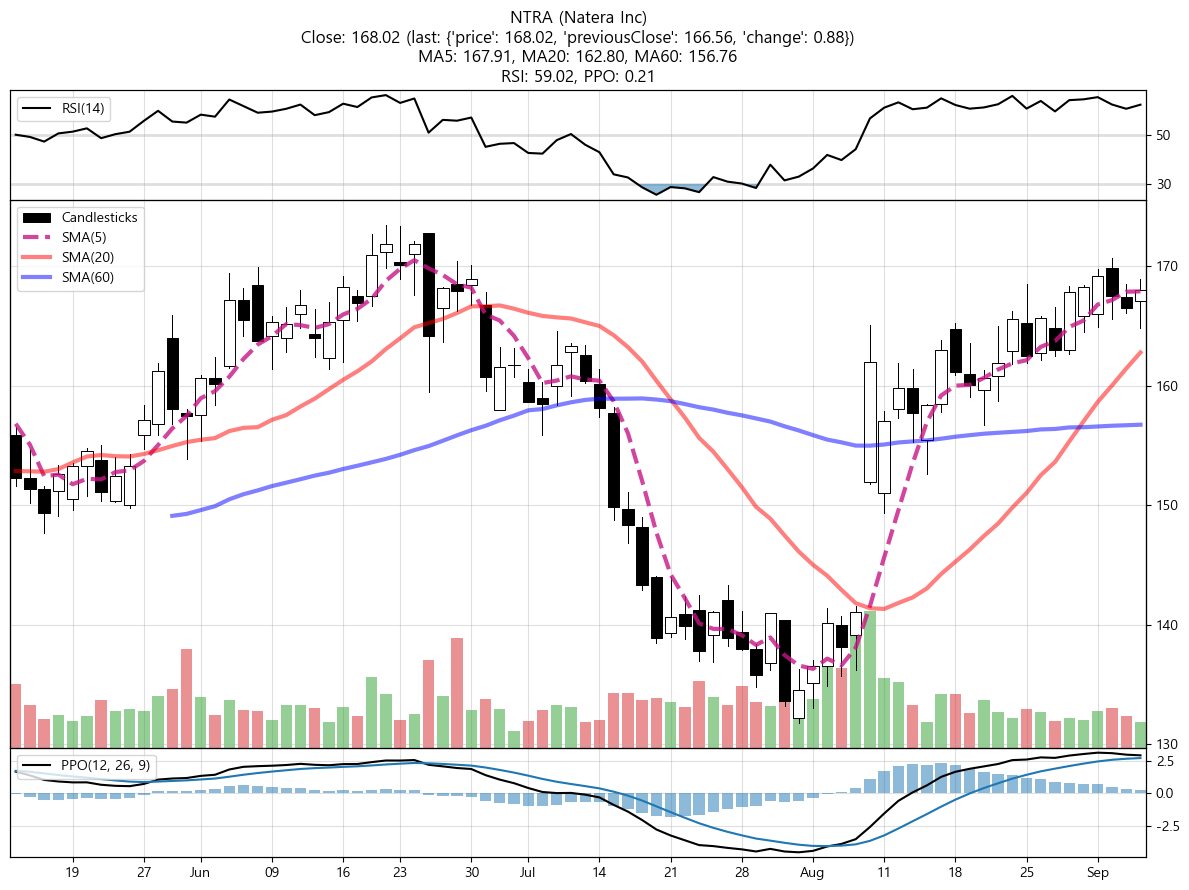 NTRA (Natera Inc)
Close: 168.02 (last: {'price': 168.02, 'previousClose': 166.56, 'change': 0.88})
MA5: 167.91, MA20: 162.80, MA60: 156.76
RSI: 59.02, PPO: 0.21
RSI(14)
50
30
Candlesticks
SMA(5)
SMA(20)
SMA(60)
170
160
150
140
130
PPO(12, 26, 9)
2.5
0.0
−2.5
19 27 Jun 09 16 23 30 Jul 14 21 28 Aug 11 18 25 Sep